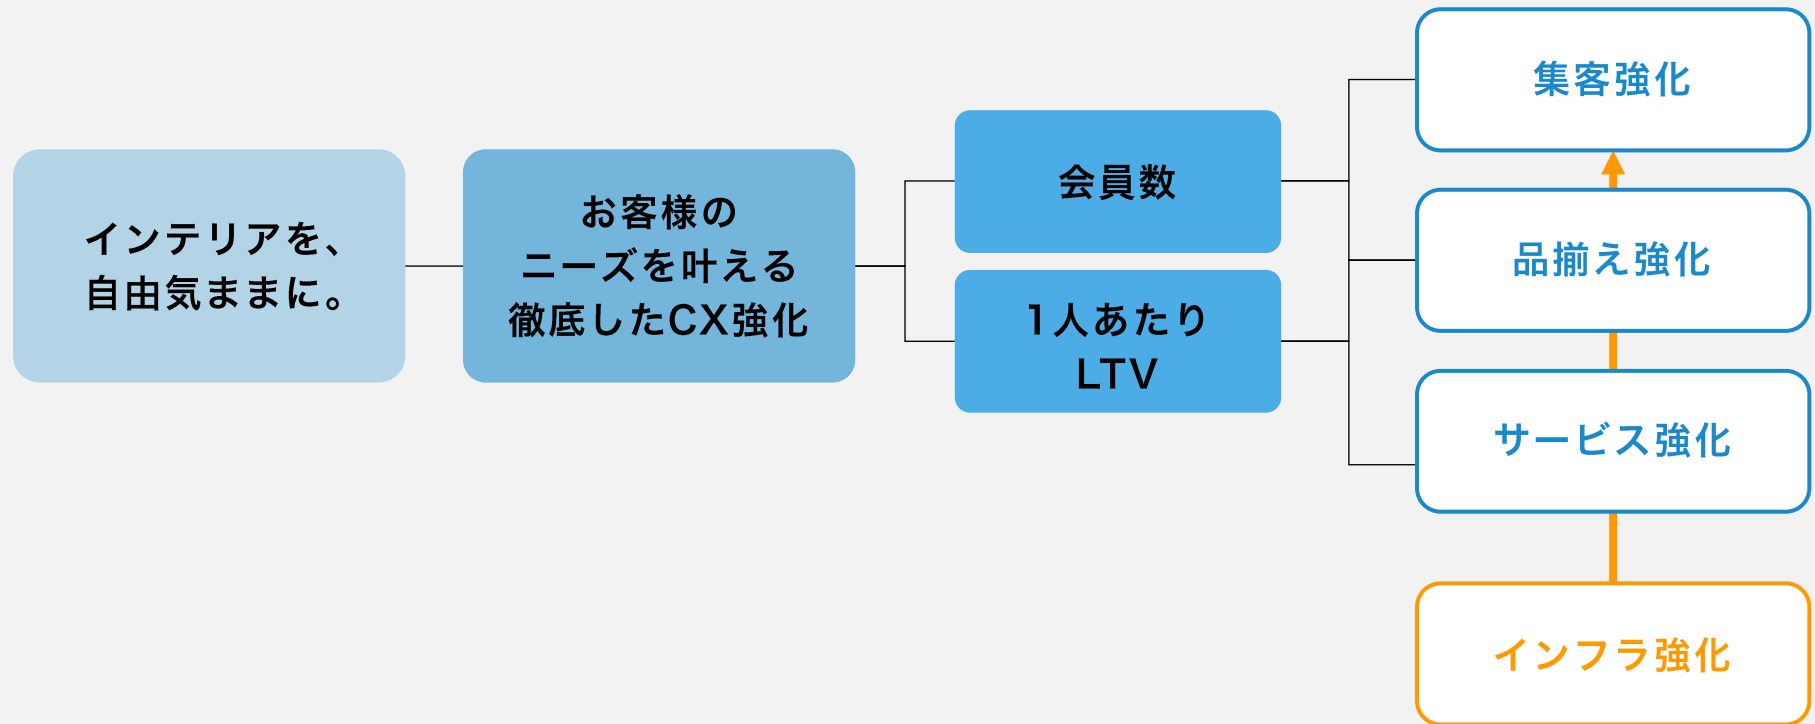 インテリアを、
自由気ままに。
お客様の
ニーズを叶える
徹底したCX強化
会員数
1人あたり
LTV
集客強化
品揃え強化
サービス強化
インフラ強化